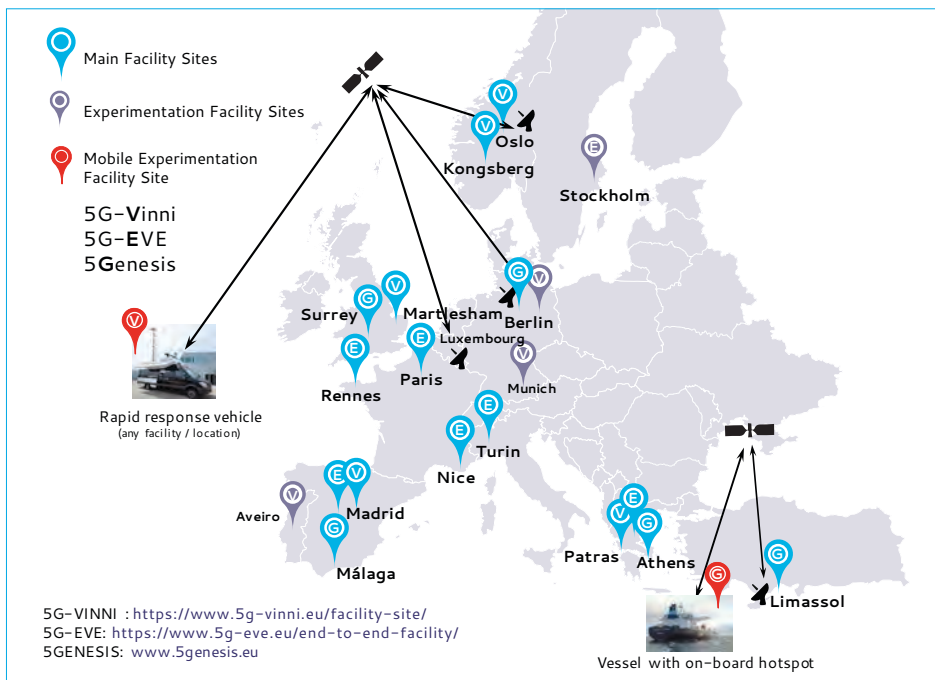 Main Facility Sites
Experimentation Facility Sites
Mobile Experimentation
Facility Site
5G-Vinni
5G-EVE
5Genesis
V
V
Oslo
Kongsberg
E
Stockholm
G
V
Berlin
V
Martlesham
G
Surrey
E
Rennes
E
Paris
Luxembourg
V
Munich
V
Rapid response vehicle
(any facility / location)
E
Turin
E
Nice
E
V
Madrid
V
Aveiro
G
Málaga
E
V
Patras
G
Athens
G
Limassol
G
Vessel with on-board hotspot
5G-VINNI : https://www.5g-vinni.eu/facility-site/
5G-EVE: https://www.5g-eve.eu/end-to-end-facility/
5GENESIS: www.5genesis.eu